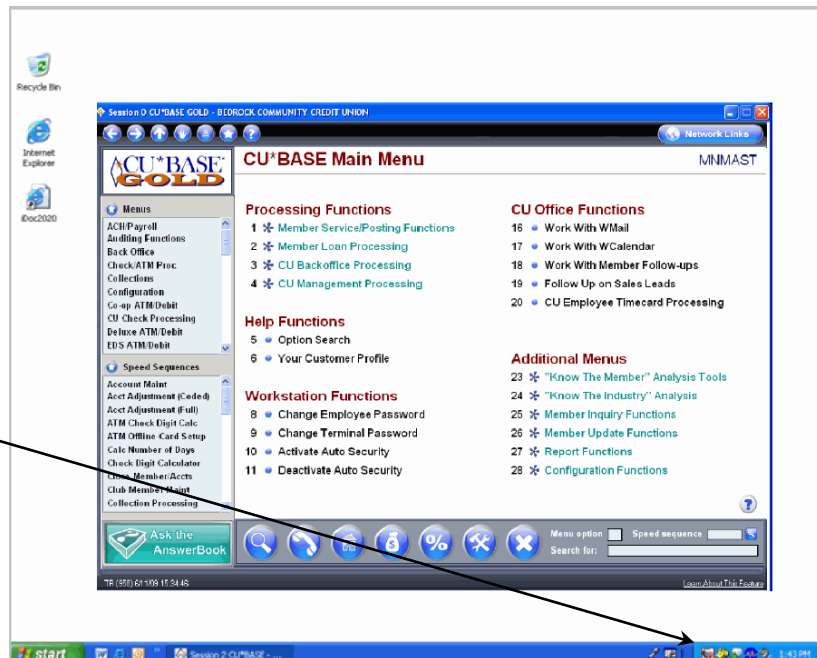 Recycle Bin
Internet
Explorer
iDoc2020
Session 0 CU*BASE GOLD - BEDROCK COMMUNITY CREDIT UNION
Network Links
CU*BASE
GOLD
CU*BASE Main Menu
MNMAST
Menus
ACH/Payroll
Auditing Functions
Back Office
Check/ATM Proc
Collections
Configuration
Co-op ATM/Debit
CU Check Processing
Deluxe ATM/Debit
EDS ATM/Debit
Speed Sequences
Account Maint
Acct Adjustment (Coded)
Acct Adjustment (Full)
ATM Check Digit Calc
ATM Offline Card Setup
Calc Number of Days
Check Digit Calculator
Close Member/Accts
Club Member Maint
Collection Processing
Ask the
AnswerBook
Processing Functions
1 Member Service/Posting Functions
2 Member Loan Processing
3 CU Backoffice Processing
4 CU Management Processing
Help Functions
5 Option Search
6 Your Customer Profile
Workstation Functions
8 Change Employee Password
9 Change Terminal Password
10 Activate Auto Security
11 Deactivate Auto Security
CU Office Functions
16 Work With WMail
17 Work With WCalendar
18 Work With Member Follow-ups
19 Follow Up on Sales Leads
20 CU Employee Timecard Processing
Additional Menus
23 "Know The Member" Analysis Tools
24 "Know The Industry" Analysis
25 Member Inquiry Functions
26 Member Update Functions
27 Report Functions
28 Configuration Functions
Menu option
Speed sequence
Search for:
15:34:46
Learn About This Feature
start
Session 2 CU*BASE - ...
1:43 PM